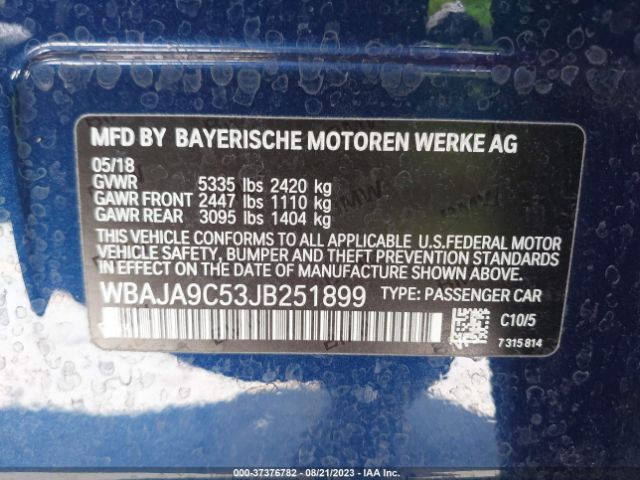 MFD BY BAYERISCHE MOTOREN WERKE AG
05/18
GVWR 5335 lbs 2420 kg
GAWR FRONT 2447 lbs 1110 kg
GAWR REAR 3095 lbs 1404 kg
THIS VEHICLE CONFORMS TO ALL APPLICABLE U.S.FEDERAL MOTOR
VEHICLE SAFETY, BUMPER AND THEFT PREVENTION STANDARDS
IN EFFECT ON THE DATE OF MANUFACTURE SHOWN ABOVE.
WBAJA9C53JB251899 TYPE: PASSENGER CAR
C10/5
7 315 814
000-37376782 - 08/21/2023 - IAA Inc.